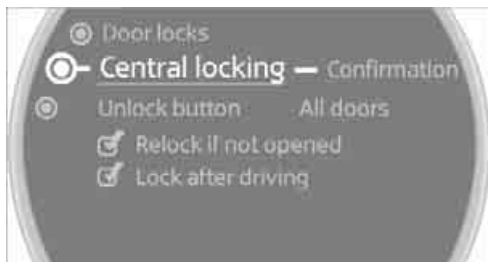 Door locks
Central locking – Confirmation
Unlock button All doors
Relock if not opened
Lock after driving